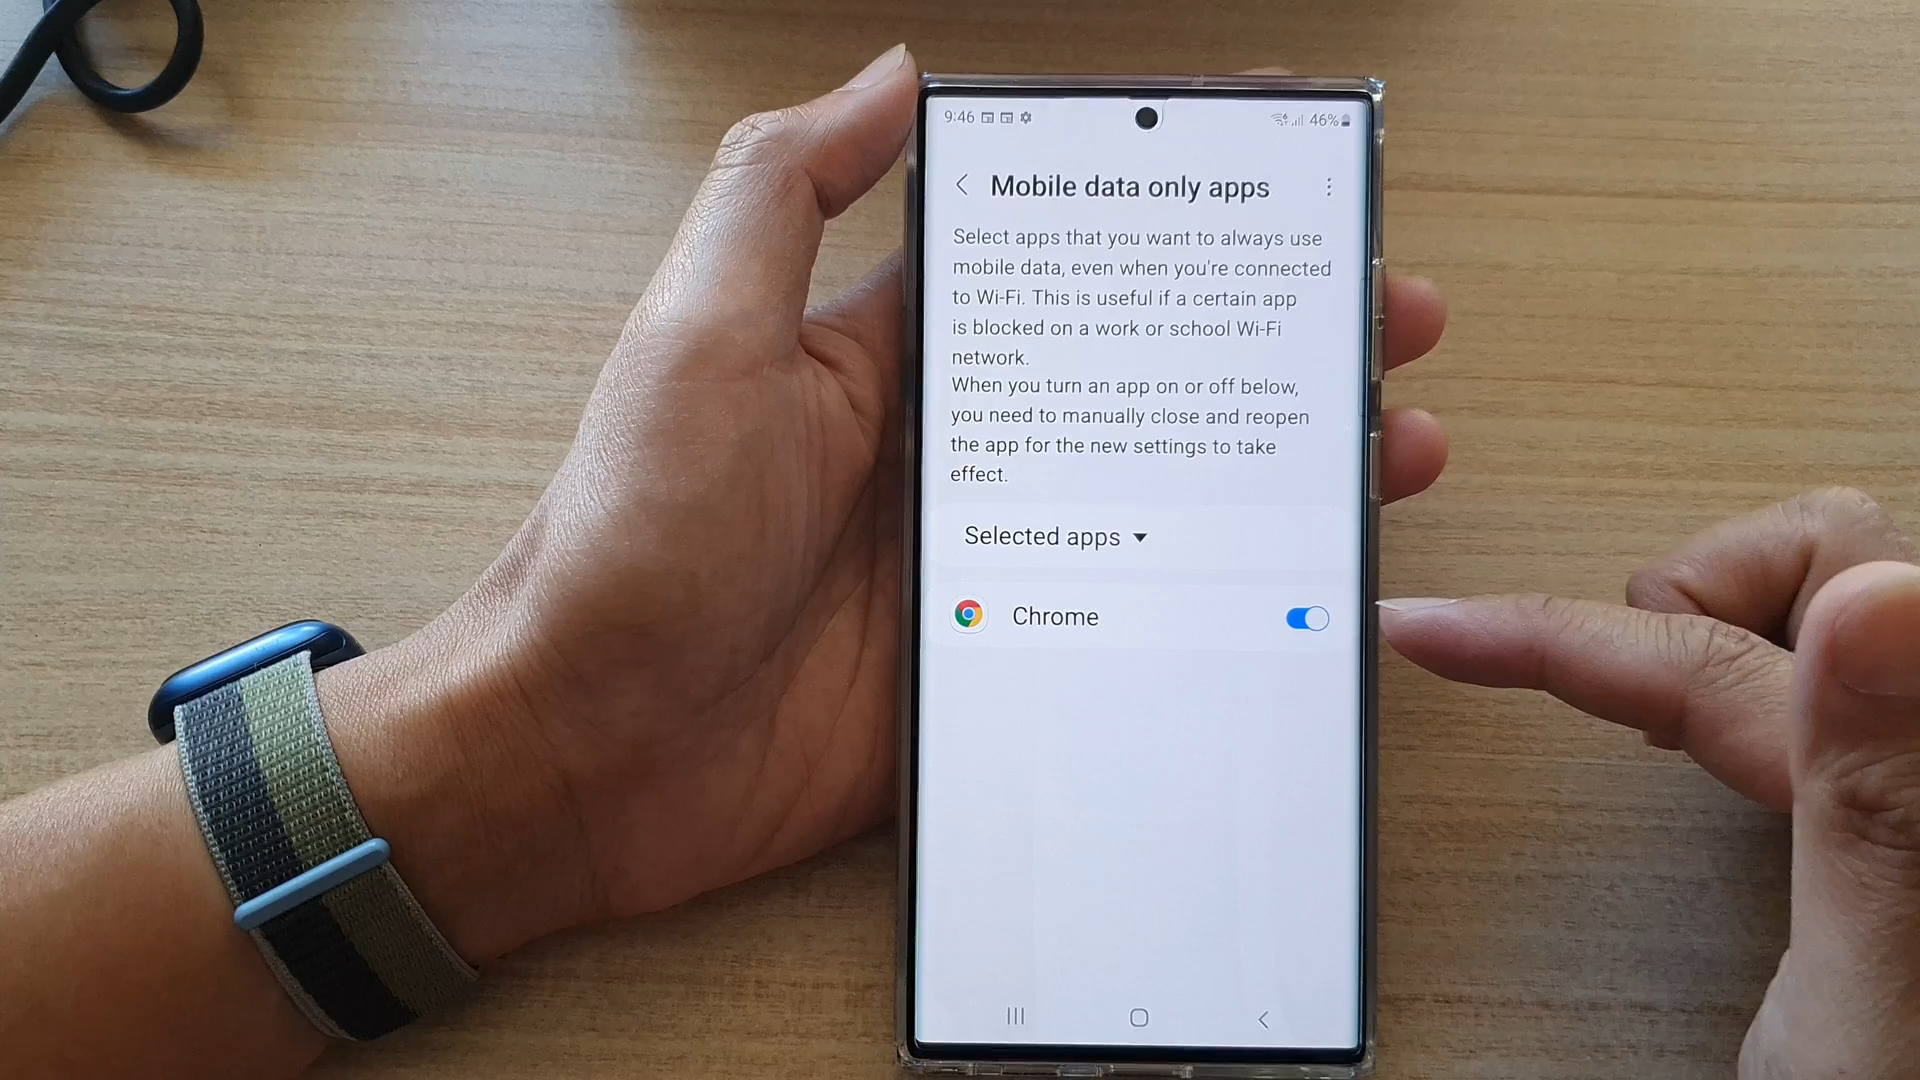 9:46 46%
Mobile data only apps
Select apps that you want to always use
mobile data, even when you're connected
to Wi-Fi. This is useful if a certain app
is blocked on a work or school Wi-Fi
network.
When you turn an app on or off below,
you need to manually close and reopen
the app for the new settings to take
effect.
Selected apps
Chrome